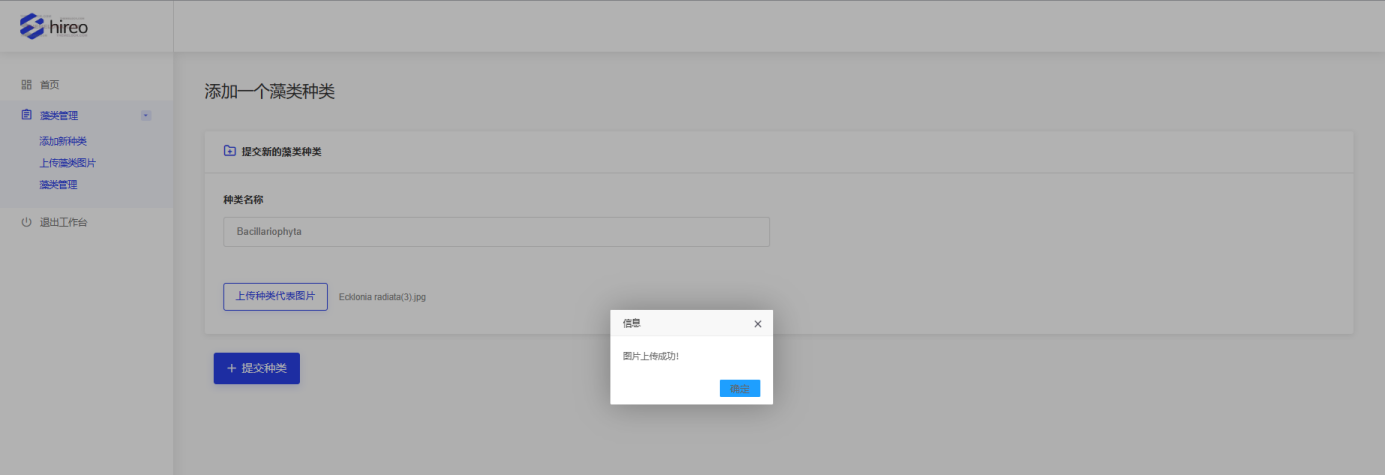 hireo
首页
藻类管理
添加新种类
上传藻类图片
藻类管理
退出工作台
添加一个藻类种类
提交新的藻类种类
种类名称
Bacillariophyta
上传种类代表图片 Ecklonia radiata(3).jpg
+ 提交种类
信息
图片上传成功!
确定